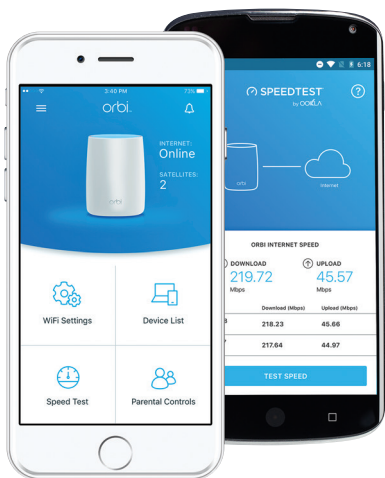 3:40 PM
73%
orbi
INTERNET:
Online
SATELLITES:
2
orbi
WiFi Settings
Device List
Speed Test
Parental Controls
6:18
SPEEDTEST
by OOKLA
?
orbi
Internet
ORBI INTERNET SPEED
DOWNLOAD
UPLOAD
219.72
45.57
Mbps
Mbps
Download (Mbps)
Upload (Mbps)
218.23
45.66
217.64
44.97
TEST SPEED